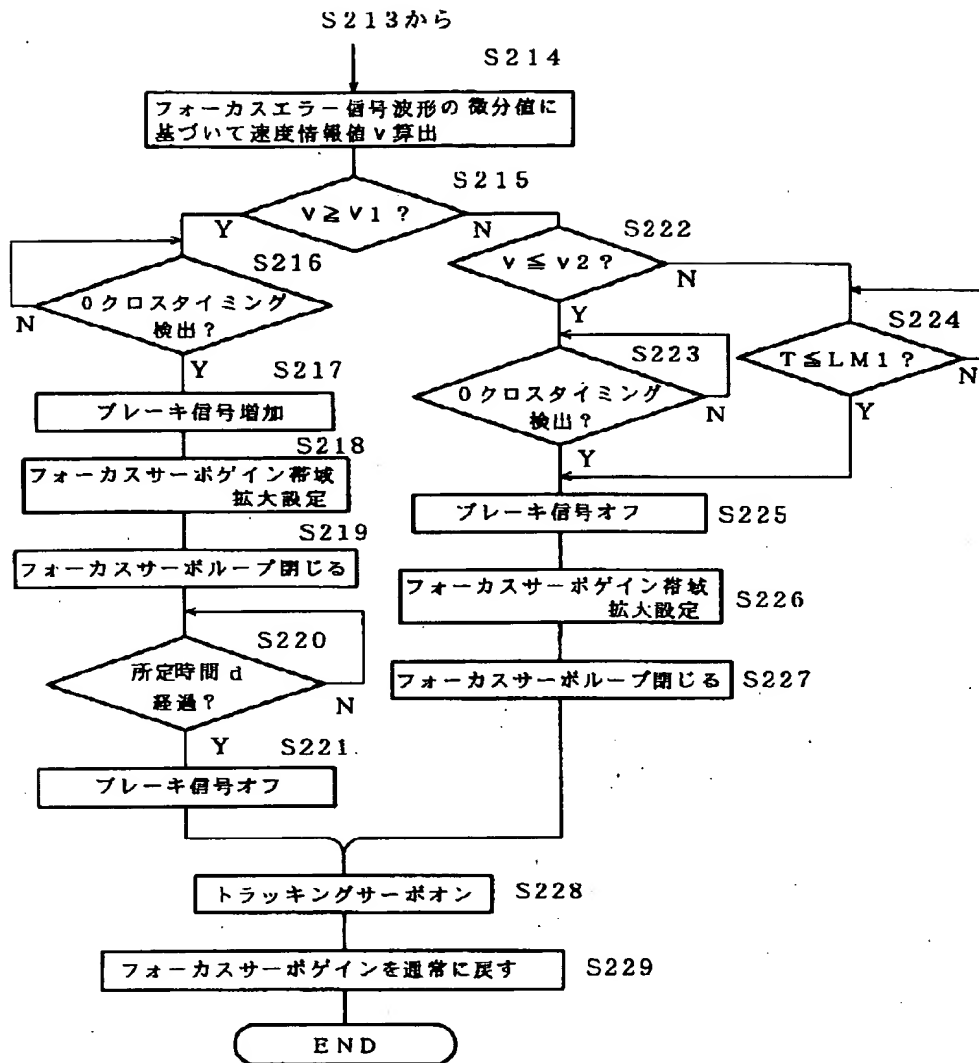 S213から
S214
フォーカスエラー信号波形の微分値に
基づいて速度情報値v算出
S215
v≧v1?
Y
N
S216
0クロスタイミング
検出?
N
Y
S217
ブレーキ信号増加
S218
フォーカスサーボゲイン帯域
拡大設定
S219
フォーカスサーボループ閉じる
S220
所定時間d
経過?
N
Y
S221
ブレーキ信号オフ
S222
v≦v2?
N
Y
S223
0クロスタイミング
検出?
N
Y
S224
T≦LM1?
N
Y
ブレーキ信号オフ
S225
フォーカスサーボゲイン帯域
拡大設定
S226
フォーカスサーボループ閉じる
S227
トラッキングサーボオン
S228
フォーカスサーボゲインを通常に戻す
S229
END